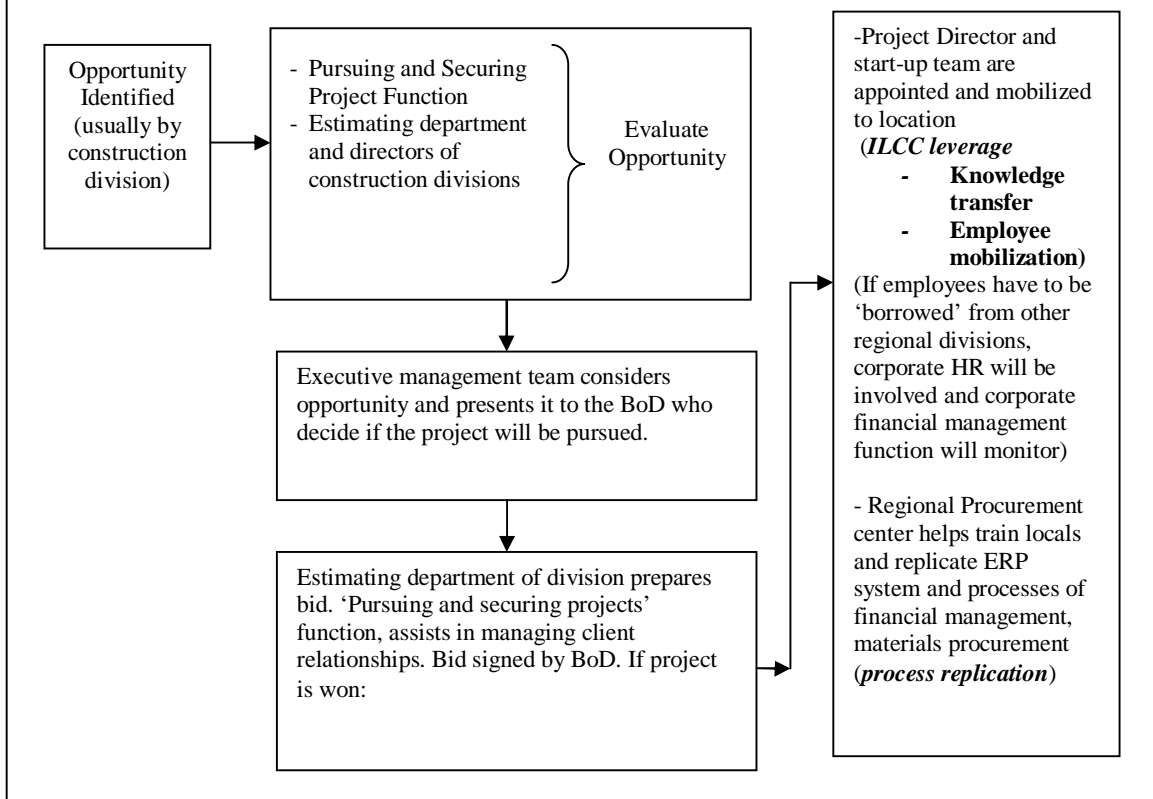 Opportunity
Identified
(usually by
construction
division)
- Pursuing and Securing
Project Function
- Estimating department
and directors of
construction divisions
Evaluate
Opportunity
Executive management team considers
opportunity and presents it to the BoD who
decide if the project will be pursued.
Estimating department of division prepares
bid. ‘Pursuing and securing projects’
function, assists in managing client
relationships. Bid signed by BoD. If project
is won:
-Project Director and
start-up team are
appointed and mobilized
to location
(ILCC leverage
- Knowledge
transfer
- Employee
mobilization)
(If employees have to be
‘borrowed’ from other
regional divisions,
corporate HR will be
involved and corporate
financial management
function will monitor)
- Regional Procurement
center helps train locals
and replicate ERP
system and processes of
financial management,
materials procurement
(process replication)